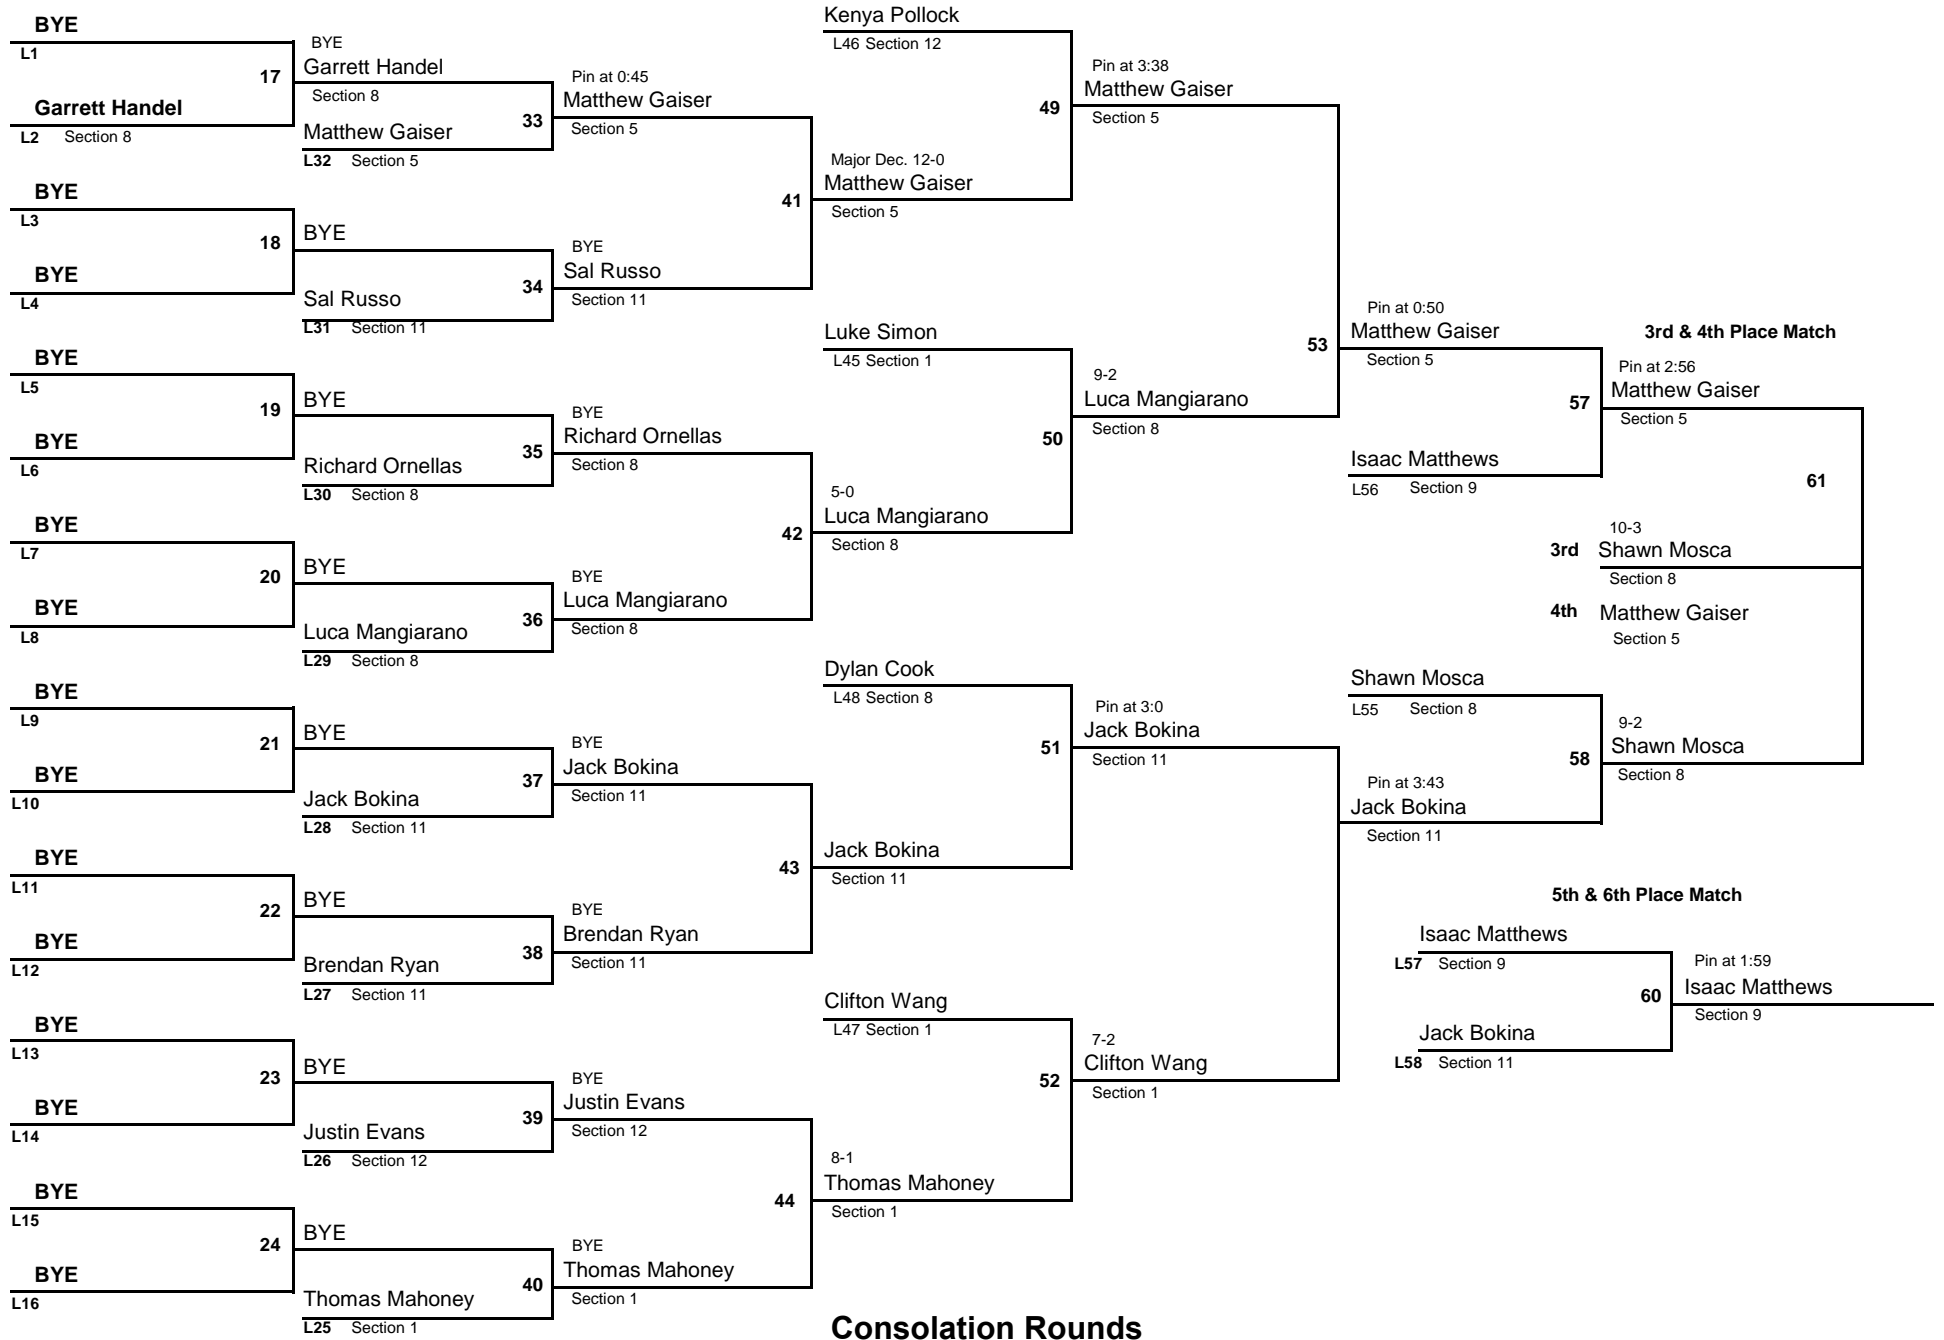 BYE
L1
17
Garrett Handel
L2 Section 8
BYE
L3
18
BYE
L4
BYE
L5
19
BYE
L6
BYE
L7
20
BYE
L8
BYE
L9
21
BYE
L10
BYE
L11
22
BYE
L12
BYE
L13
23
BYE
L14
BYE
L15
24
BYE
L16
BYE
Garrett Handel
Section 8
33
Matthew Gaiser
L32 Section 5
BYE
34
Sal Russo
L31 Section 11
BYE
35
Richard Ornellas
L30 Section 8
BYE
36
Luca Mangiarano
L29 Section 8
BYE
37
Jack Bokina
L28 Section 11
BYE
38
Brendan Ryan
L27 Section 11
BYE
39
Justin Evans
L26 Section 12
BYE
40
Thomas Mahoney
L25 Section 1
Pin at 0:45
Matthew Gaiser
Section 5
41
BYE
Sal Russo
Section 11
BYE
Richard Ornellas
Section 8
42
BYE
Luca Mangiarano
Section 8
BYE
Jack Bokina
Section 11
43
BYE
Brendan Ryan
Section 11
BYE
Justin Evans
Section 12
44
BYE
Thomas Mahoney
Section 1
Kenya Pollock
L46 Section 12
49
Major Dec. 12-0
Matthew Gaiser
Section 5
Luke Simon
L45 Section 1
50
5-0
Luca Mangiarano
Section 8
Dylan Cook
L48 Section 8
51
Jack Bokina
Section 11
Clifton Wang
L47 Section 1
52
8-1
Thomas Mahoney
Section 1
Pin at 3:38
Matthew Gaiser
Section 5
53
9-2
Luca Mangiarano
Section 8
Pin at 3:0
Jack Bokina
Section 11
7-2
Clifton Wang
Section 1
Pin at 0:50
Matthew Gaiser
Section 5
57
Isaac Matthews
L56 Section 9
Shawn Mosca
L55 Section 8
58
Pin at 3:43
Jack Bokina
Section 11
3rd & 4th Place Match
Pin at 2:56
Matthew Gaiser
Section 5
61
10-3
3rd Shawn Mosca
Section 8
4th Matthew Gaiser
Section 5
9-2
Shawn Mosca
Section 8
5th & 6th Place Match
Isaac Matthews
L57 Section 9
60
Jack Bokina
L58 Section 11
Pin at 1:59
Isaac Matthews
Section 9
Consolation Rounds